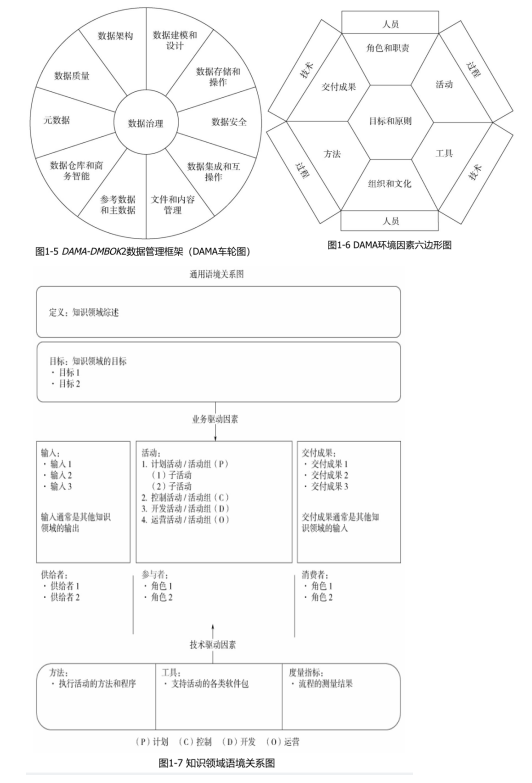 数据架构
数据建模和
设计
数据存储和
操作
数据安全
数据集成和互
操作
文件和内容
管理
参考数据
和主数据
数据仓库和商
务智能
元数据
数据质量
数据治理
图1-5 DAMA-DMBOK2数据管理框架（DAMA车轮图）
人员
技术
过程
角色和职责
交付成果
活动
目标和原则
方法
工具
组织和文化
过程
技术
人员
图1-6 DAMA环境因素六边形图
通用语境关系图
定义：知识领域综述
目标：知识领域的目标
· 目标 1
· 目标 2
业务驱动因素
输入：
· 输入 1
· 输入 2
· 输入 3
输入通常是其他知识
领域的输出
活动：
1. 计划活动 / 活动组（P）
（1）子活动
（2）子活动
2. 控制活动 / 活动组（C）
3. 开发活动 / 活动组（D）
4. 运营活动 / 活动组（O）
交付成果：
· 交付成果 1
· 交付成果 2
· 交付成果 3
交付成果通常是其他知
识领域的输入
供给者：
· 供给者 1
· 供给者 2
参与者：
· 角色 1
· 角色 2
消费者：
· 角色 1
· 角色 2
技术驱动因素
方法：
· 执行活动的方法和程序
工具：
· 支持活动的各类软件包
度量指标：
· 流程的测量结果
（P）计划 （C）控制 （D）开发 （O）运营
图1-7 知识领域语境关系图